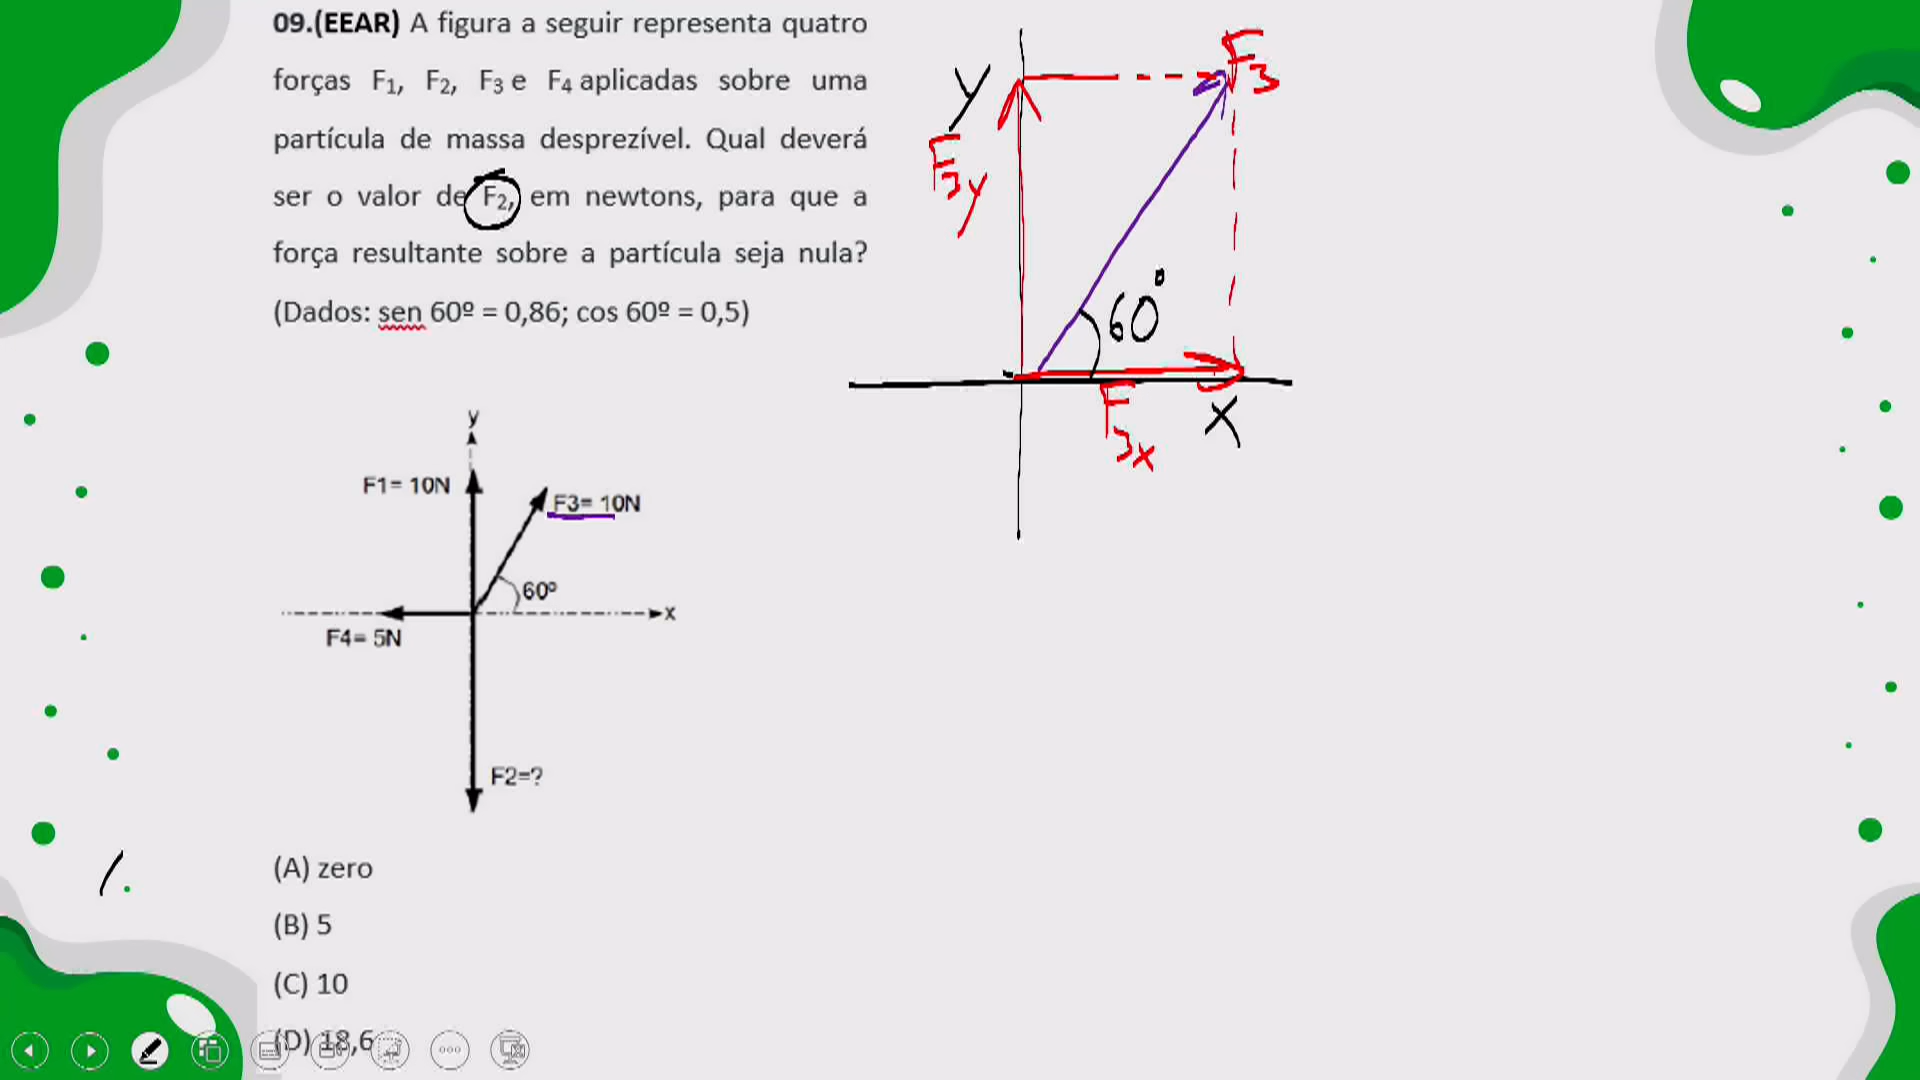 09.(EEAR) A figura a seguir representa quatro
forças F₁, F₂, F₃ e F₄ aplicadas sobre uma
partícula de massa desprezível. Qual deverá
ser o valor de F₂, em newtons, para que a
força resultante sobre a partícula seja nula?
(Dados: sen 60º = 0,86; cos 60º = 0,5)
y
F1= 10N
F3= 10N
60º
x
F4= 5N
F2=?
(A) zero
(B) 5
(C) 10
(D) 18,6
F3
y
F3y
60°
F3x
x